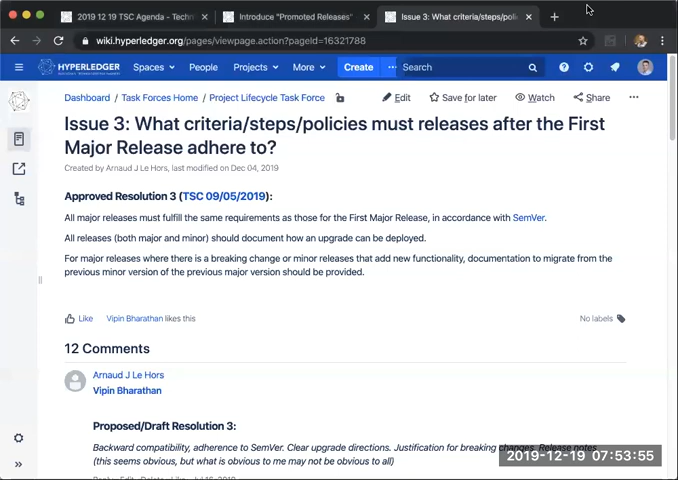 2019 12 19 TSC Agenda - Techn
Introduce "Promoted Releases"
Issue 3: What criteria/steps/polic
wiki.hyperledger.org/pages/viewpage.action?pageId=16321788
HYPERLEDGER
Spaces
People
Projects
More
Create
Search
Dashboard / Task Forces Home / Project Lifecycle Task Force
Edit
Save for later
Watch
Share
Issue 3: What criteria/steps/policies must releases after the First
Major Release adhere to?
Created by Arnaud J Le Hors, last modified on Dec 04, 2019
Approved Resolution 3 (TSC 09/05/2019):
All major releases must fulfill the same requirements as those for the First Major Release, in accordance with SemVer.
All releases (both major and minor) should document how an upgrade can be deployed.
For major releases where there is a breaking change or minor releases that add new functionality, documentation to migrate from the
previous minor version of the previous major version should be provided.
Like
Vipin Bharathan likes this
No labels
12 Comments
Arnaud J Le Hors
Vipin Bharathan
Proposed/Draft Resolution 3:
Backward compatibility, adherence to SemVer. Clear upgrade directions. Justification for breaking changes. Release notes
(this seems obvious, but what is obvious to me may not be obvious to all)
2019-12-19 07:53:55